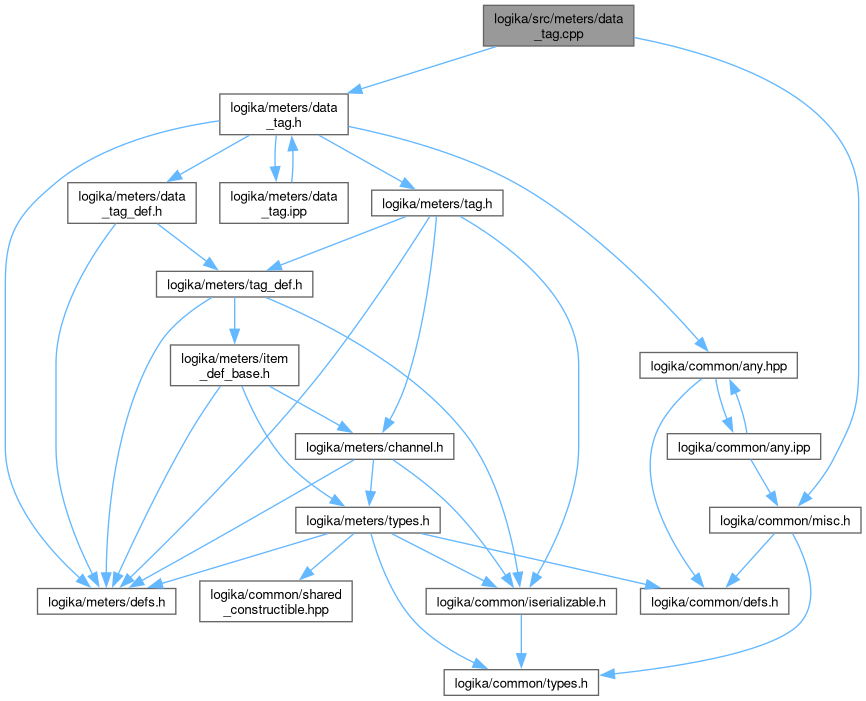 logika/src/meters/data
_tag.cpp
logika/meters/data
_tag.h
logika/meters/data
_tag_def.h
logika/meters/data
_tag.ipp
logika/meters/tag.h
logika/meters/tag_def.h
logika/meters/item
_def_base.h
logika/common/any.hpp
logika/meters/channel.h
logika/common/any.ipp
logika/meters/types.h
logika/common/misc.h
logika/meters/defs.h
logika/common/shared
_constructible.hpp
logika/common/iserializable.h
logika/common/defs.h
logika/common/types.h